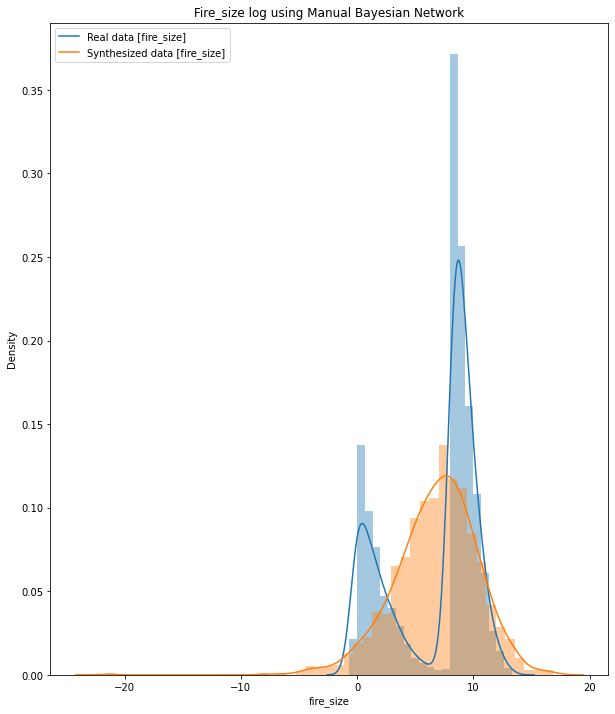 Fire_size log using Manual Bayesian Network
Real data [fire_size]
Synthesized data [fire_size]
0.35
0.30
0.25
0.20
0.15
0.10
0.05
0.00
Density
−20
−10
0
10
20
fire_size